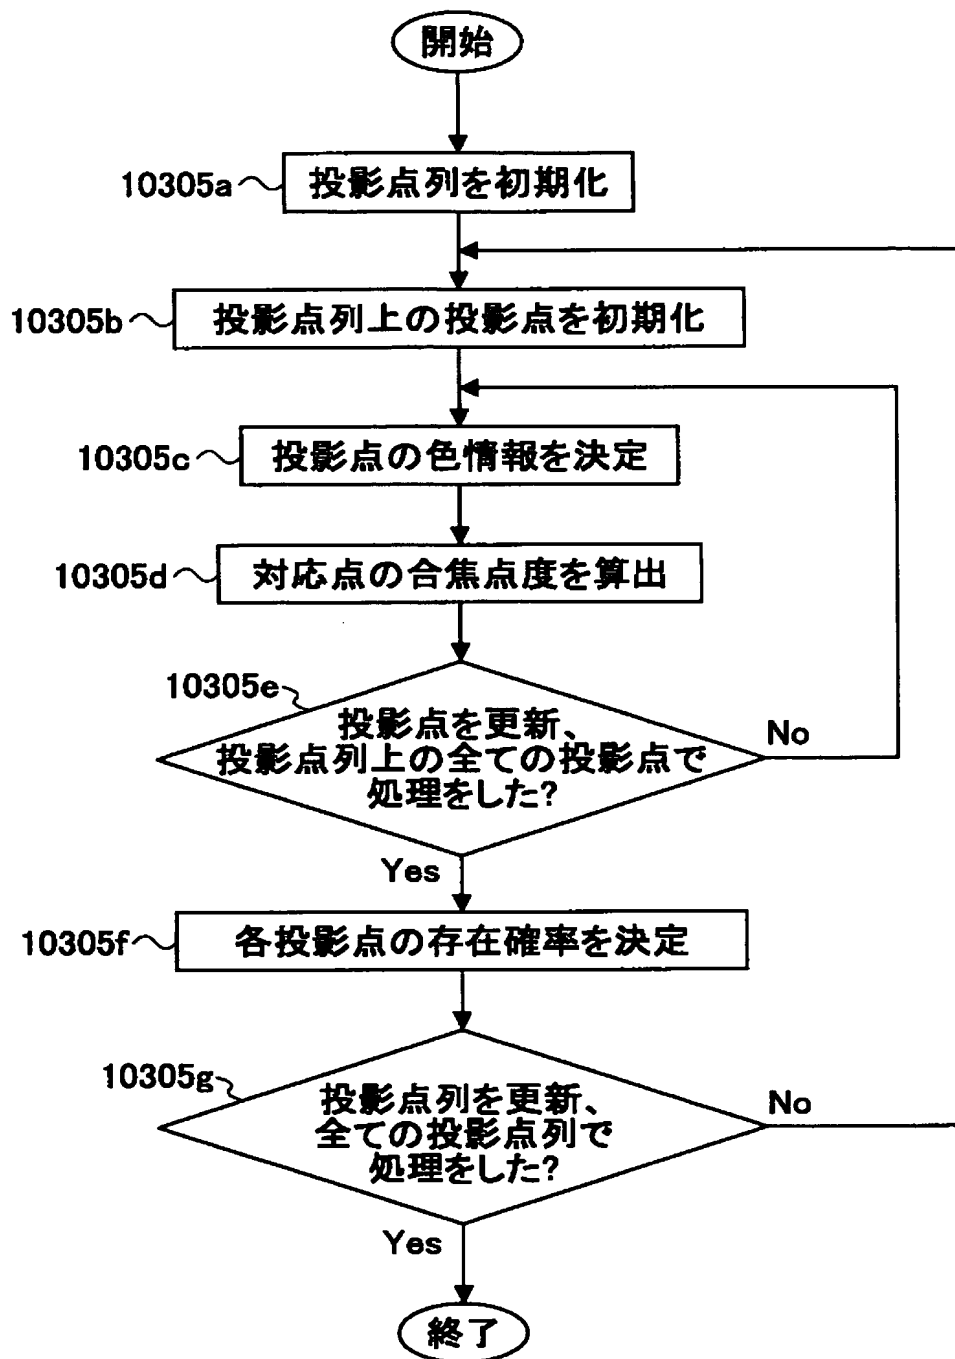 開始
10305a
投影点列を初期化
10305b
投影点列上の投影点を初期化
10305c
投影点の色情報を決定
10305d
対応点の合焦点度を算出
10305e
投影点を更新、
投影点列上の全ての投影点で
処理をした?
No
Yes
10305f
各投影点の存在確率を決定
10305g
投影点列を更新、
全ての投影点列で
処理をした?
No
Yes
終了